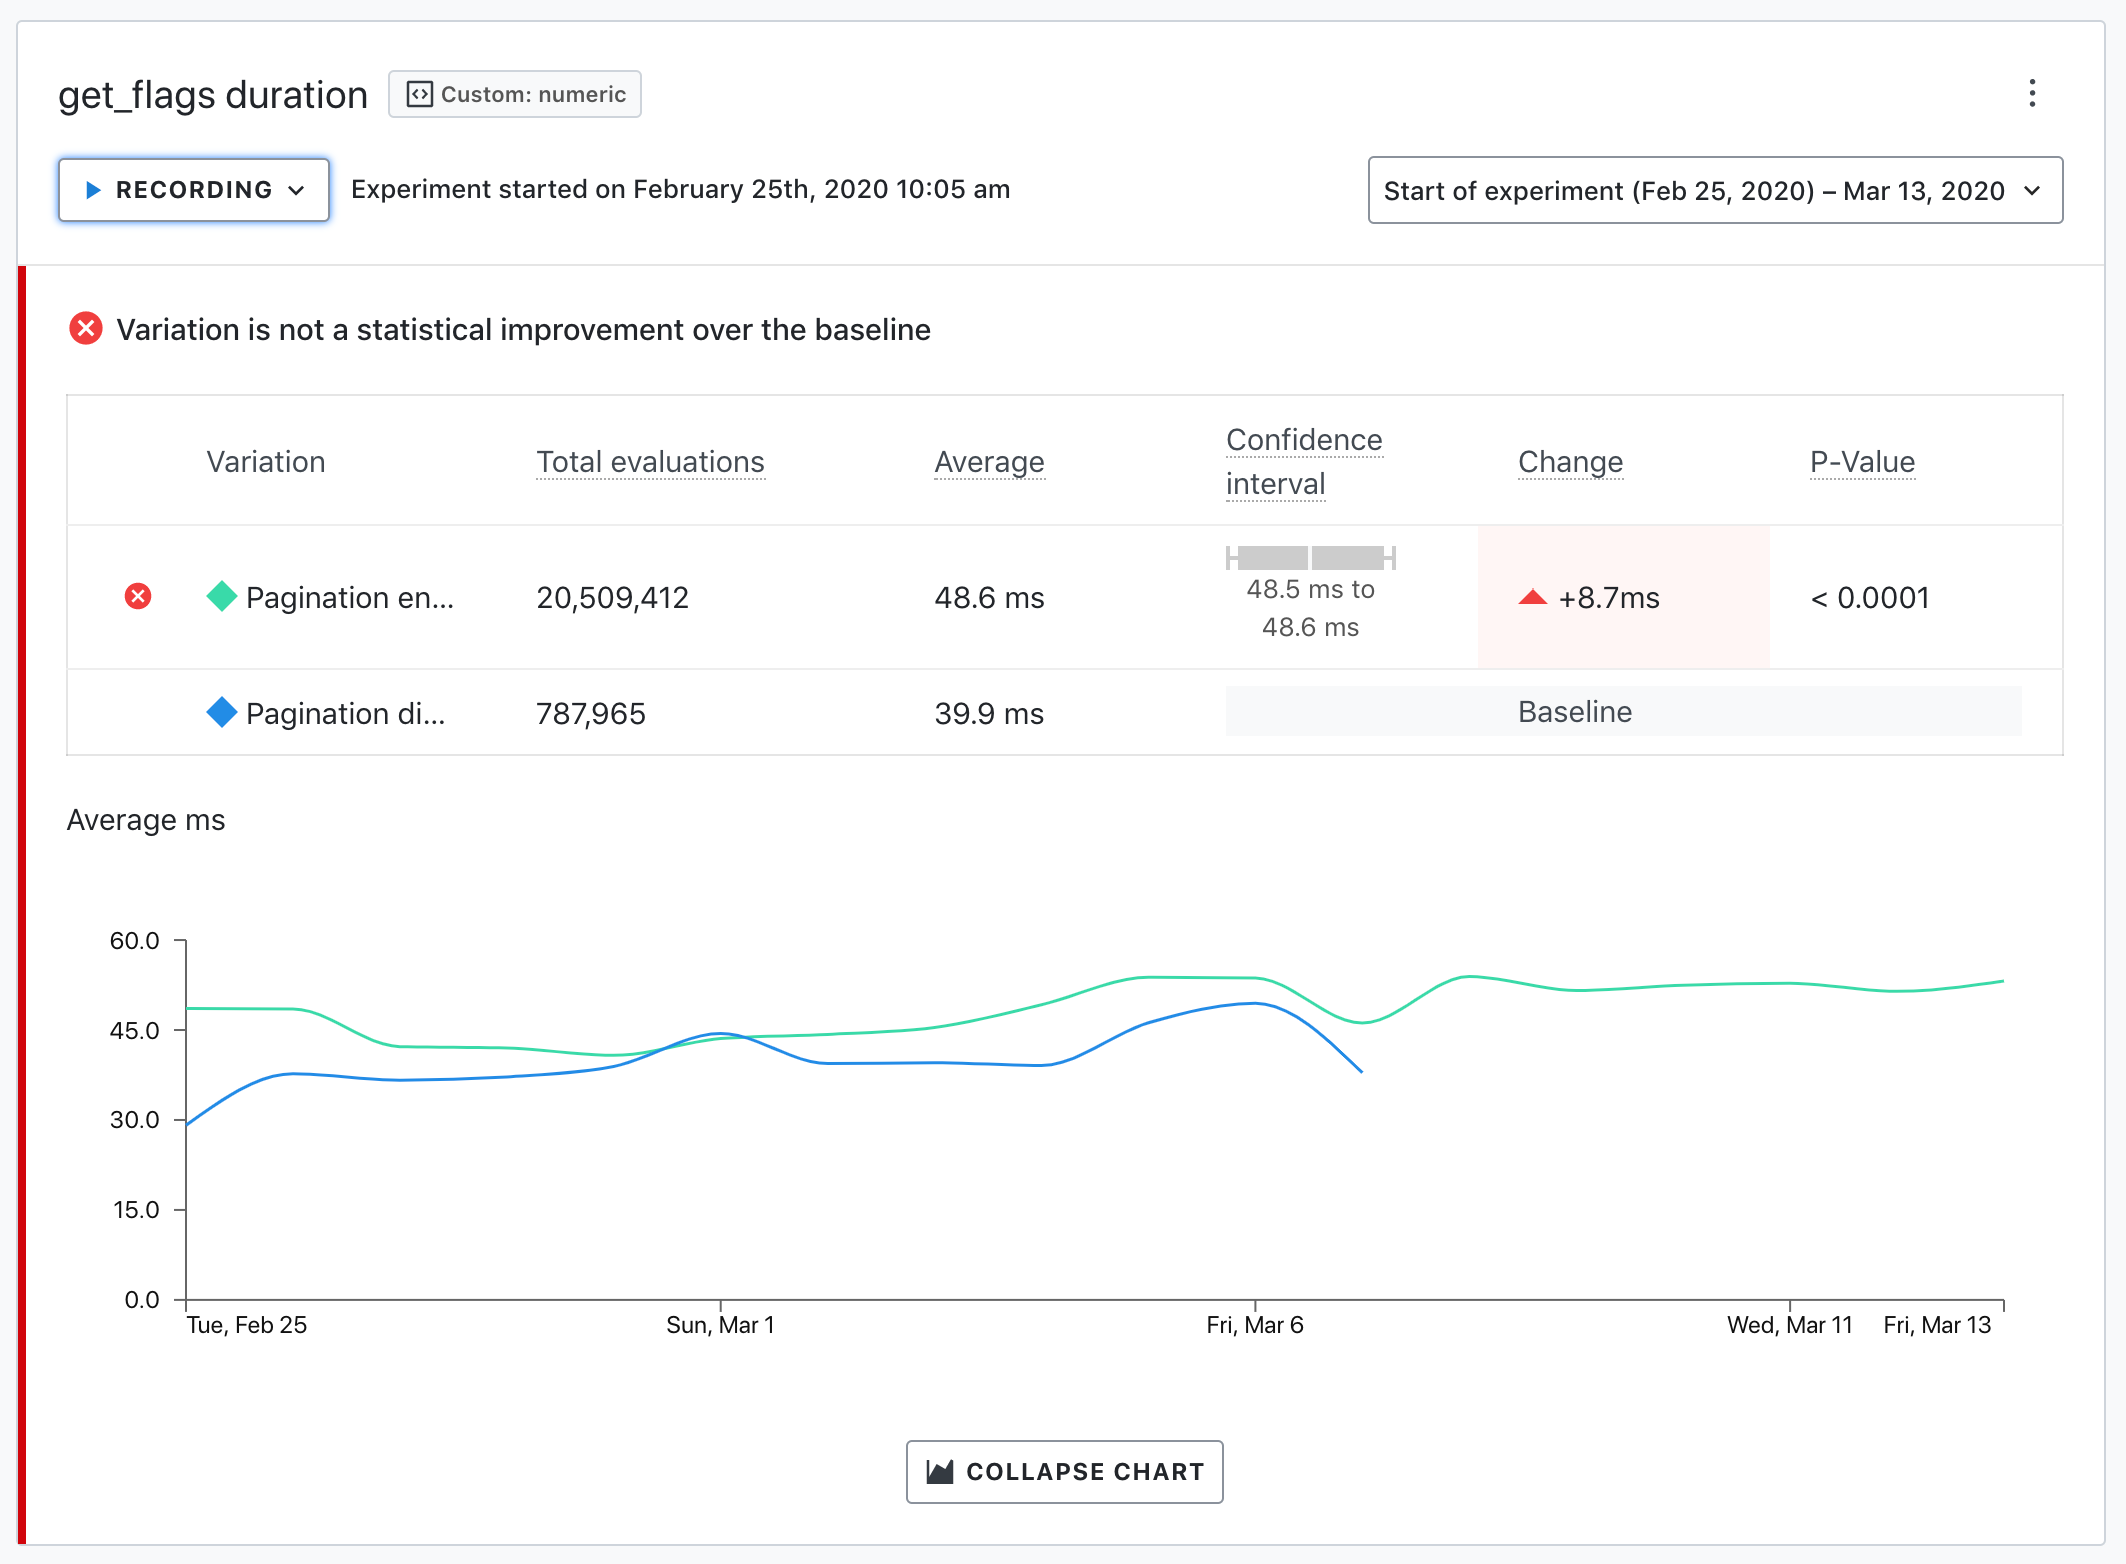 get_flags duration
Custom: numeric
RECORDING
Experiment started on February 25th, 2020 10:05 am
Start of experiment (Feb 25, 2020) – Mar 13, 2020
Variation is not a statistical improvement over the baseline
Variation
Total evaluations
Average
Confidence
interval
Change
P-Value
Pagination en...
20,509,412
48.6 ms
48.5 ms to
48.6 ms
+8.7ms
< 0.0001
Pagination di...
787,965
39.9 ms
Baseline
Average ms
60.0
45.0
30.0
15.0
0.0
Tue, Feb 25
Sun, Mar 1
Fri, Mar 6
Wed, Mar 11
Fri, Mar 13
COLLAPSE CHART